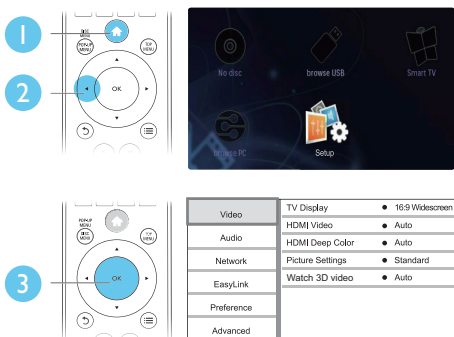 1
DISC
MENU
POP-UP
MENU
TOP
MENU
2
OK
No disc
browse USB
Smart TV
browse PC
Setup
POP-UP
MENU
DISC
MENU
TOP
MENU
3
OK
Video
Audio
Network
EasyLink
Preference
Advanced
TV Display • 16:9 Widescreen
HDMI Video • Auto
HDMI Deep Color • Auto
Picture Settings • Standard
Watch 3D video • Auto